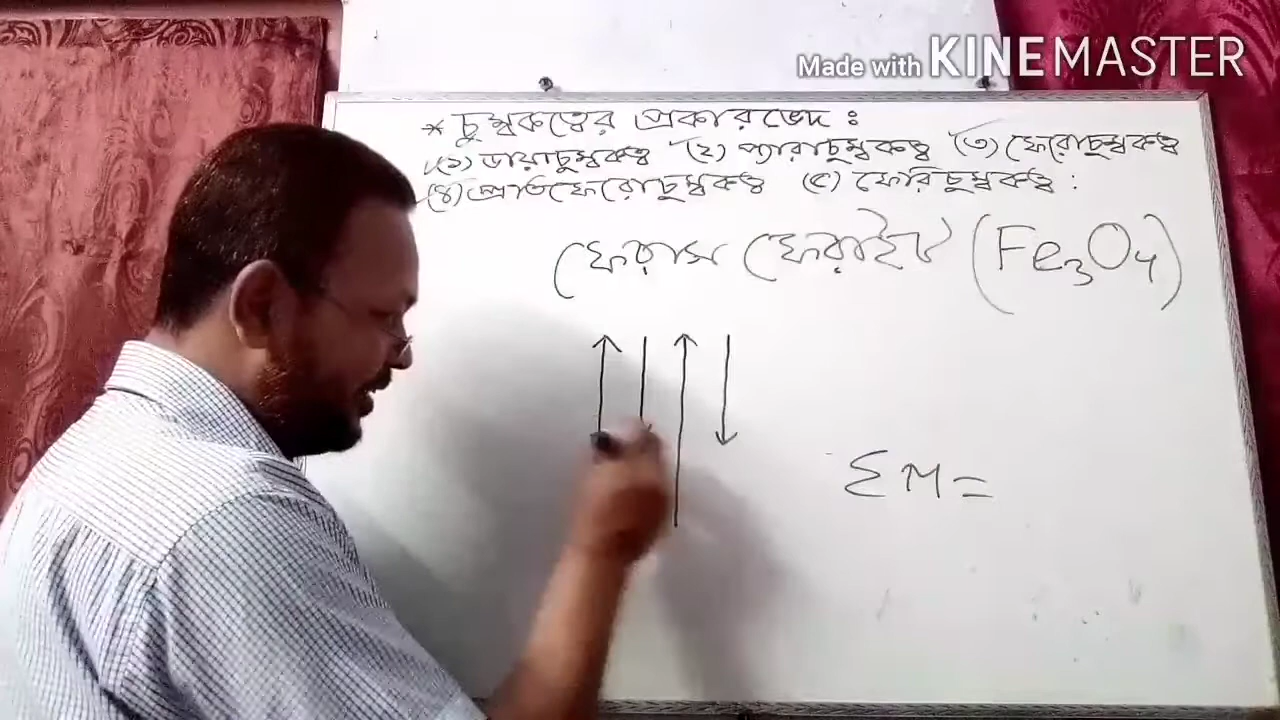 Made with KINEMASTER
* চুম্বকত্বের প্রকারভেদ :
(১) ডায়াচুম্বকত্ব (২) প্যারাচুম্বকত্ব (৩) ফেরোচুম্বকত্ব
(৪) প্রতিফেরোচুম্বকত্ব (৫) ফেরিচুম্বকত্ব :
(ফেরাস ফেরাইট (Fe₃O₄)
ΣM =